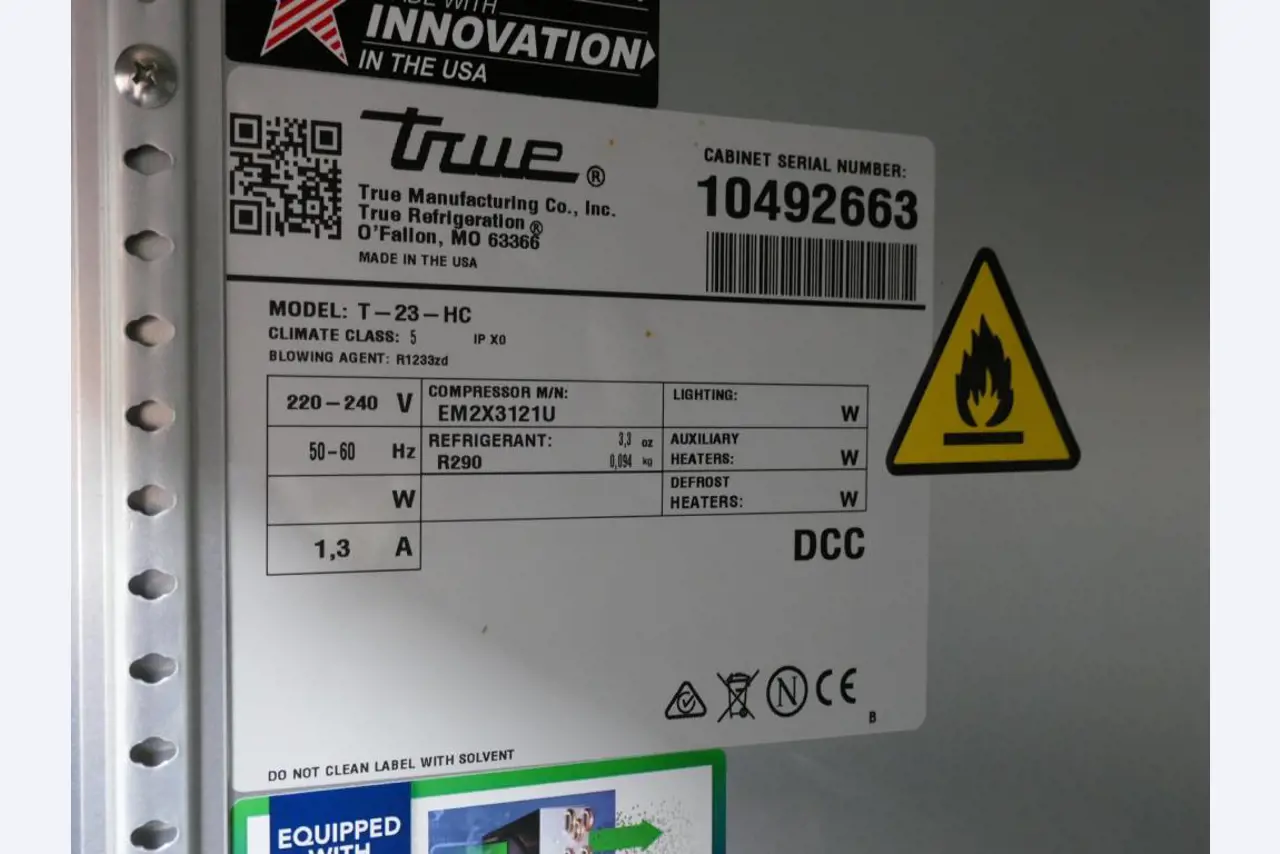 MADE WITH
INNOVATION
IN THE USA
true®
True Manufacturing Co., Inc.
True Refrigeration®
O'Fallon, MO 63366
MADE IN THE USA
CABINET SERIAL NUMBER:
10492663
MODEL: T-23-HC
CLIMATE CLASS: 5 IP X0
BLOWING AGENT: R1233zd
220-240 V
50-60 Hz
W
1,3 A
COMPRESSOR M/N:
EM2X3121U
REFRIGERANT: 3,3 oz
R290 0,094 kg
LIGHTING:
W
AUXILIARY
HEATERS: W
DEFROST
HEATERS: W
DCC
N CE
B
DO NOT CLEAN LABEL WITH SOLVENT
EQUIPPED
WITH